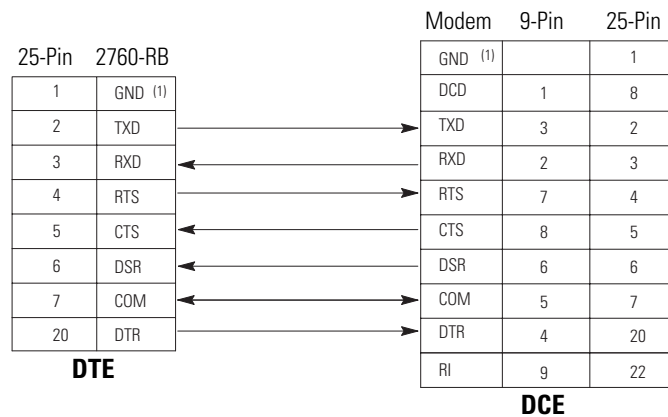 25-Pin 2760-RB
1 GND (1)
2 TXD
3 RXD
4 RTS
5 CTS
6 DSR
7 COM
20 DTR
DTE
Modem 9-Pin 25-Pin
GND (1) 1
DCD 1 8
TXD 3 2
RXD 2 3
RTS 7 4
CTS 8 5
DSR 6 6
COM 5 7
DTR 4 20
RI 9 22
DCE